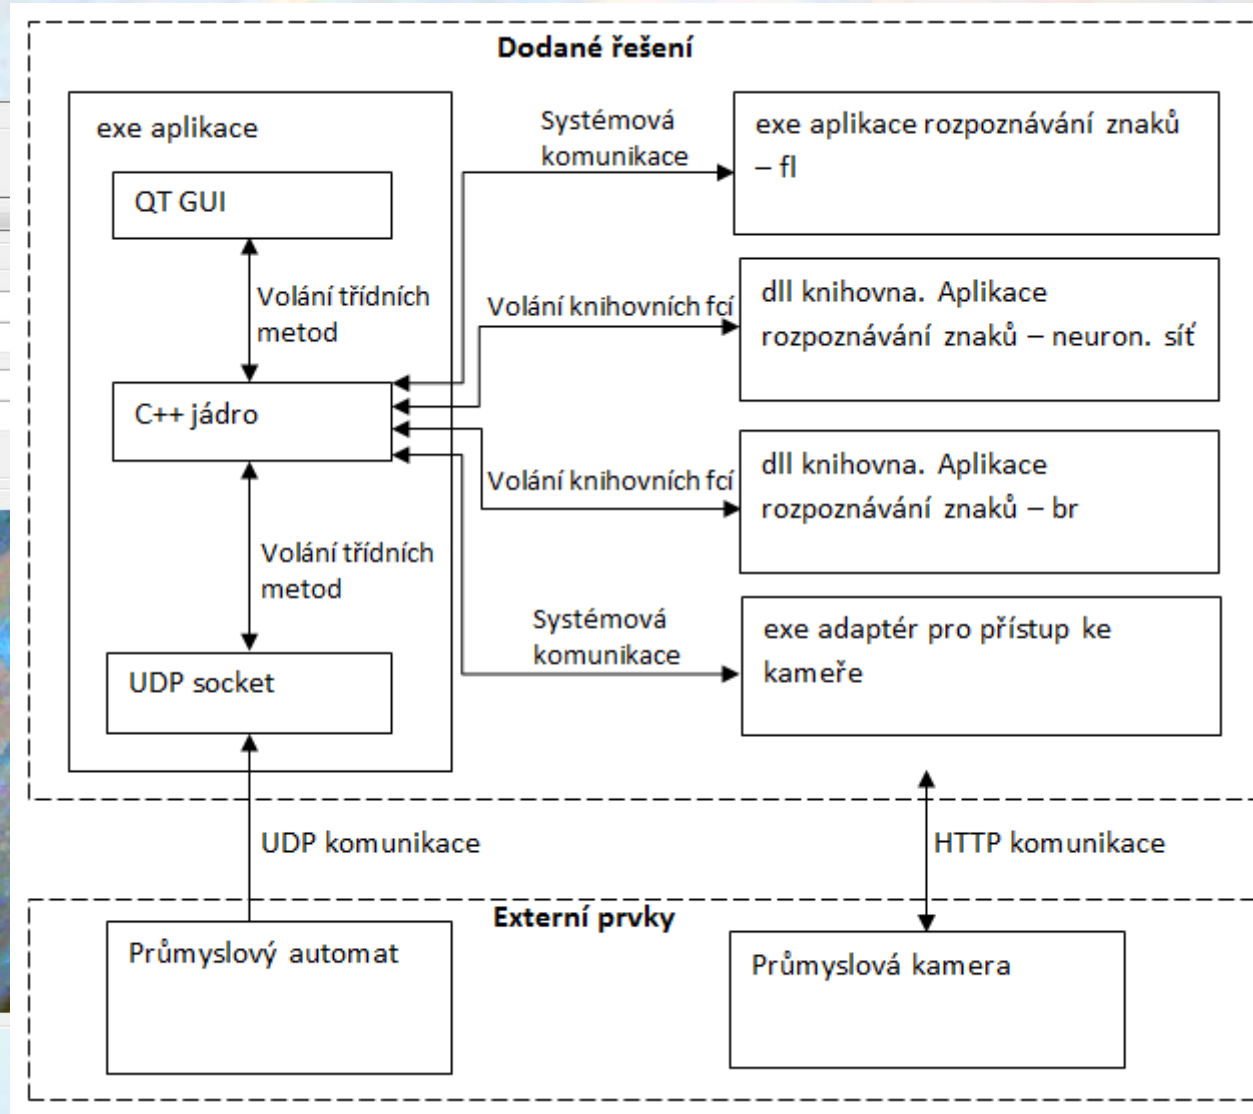 Dodané řešení
exe aplikace
QT GUI
Volání třídních
metod
C++ jádro
Volání třídních
metod
UDP socket
Systémová
komunikace
exe aplikace rozpoznávání znaků
– fl
Volání knihovních fcí
dll knihovna. Aplikace
rozpoznávání znaků – neuron. síť
Volání knihovních fcí
dll knihovna. Aplikace
rozpoznávání znaků – br
Systémová
komunikace
exe adaptér pro přístup ke
kameře
UDP komunikace
HTTP komunikace
Externí prvky
Průmyslový automat
Průmyslová kamera